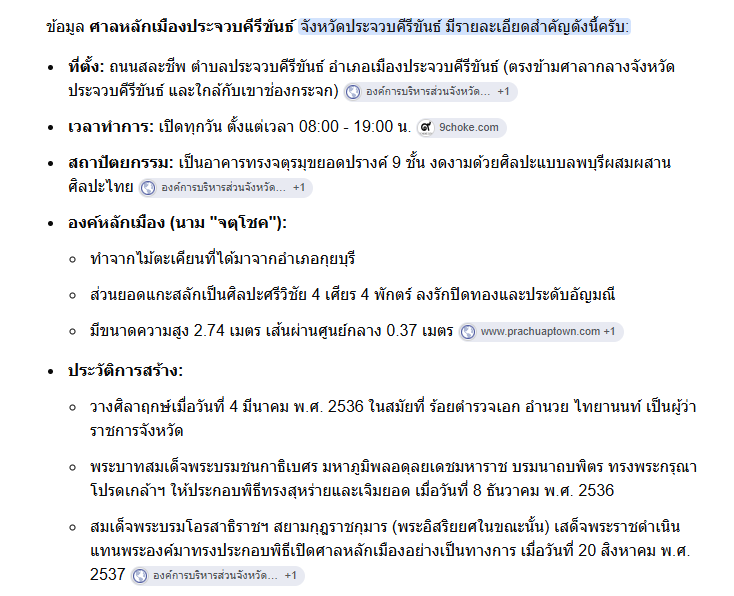 ข้อมูล ศาลหลักเมืองประจวบคีรีขันธ์ จังหวัดประจวบคีรีขันธ์ มีรายละเอียดสำคัญดังนี้ครับ:
• ที่ตั้ง: ถนนสละชีพ ตำบลประจวบคีรีขันธ์ อำเภอเมืองประจวบคีรีขันธ์ (ตรงข้ามศาลากลางจังหวัด
ประจวบคีรีขันธ์ และใกล้กับเขาช่องกระจก) องค์การบริหารส่วนจังหวัด... +1
• เวลาทำการ: เปิดทุกวัน ตั้งแต่เวลา 08:00 - 19:00 น. 9choke.com
• สถาปัตยกรรม: เป็นอาคารทรงจตุรมุขยอดปรางค์ 9 ชั้น งดงามด้วยศิลปะแบบลพบุรีผสมผสาน
ศิลปะไทย องค์การบริหารส่วนจังหวัด... +1
• องค์หลักเมือง (นาม "จตุโชค"):
○ ทำจากไม้ตะเคียนที่ได้มาจากอำเภอกุยบุรี
○ ส่วนยอดแกะสลักเป็นศิลปะศรีวิชัย 4 เศียร 4 พักตร์ ลงรักปิดทองและประดับอัญมณี
○ มีขนาดความสูง 2.74 เมตร เส้นผ่านศูนย์กลาง 0.37 เมตร www.prachuaptown.com +1
• ประวัติการสร้าง:
○ วางศิลาฤกษ์เมื่อวันที่ 4 มีนาคม พ.ศ. 2536 ในสมัยที่ ร้อยตำรวจเอก อำนวย ไทยานนท์ เป็นผู้ว่า
ราชการจังหวัด
○ พระบาทสมเด็จพระบรมชนกาธิเบศร มหาภูมิพลอดุลยเดชมหาราช บรมนาถบพิตร ทรงพระกรุณา
โปรดเกล้าฯ ให้ประกอบพิธีทรงสุหร่ายและเจิมยอด เมื่อวันที่ 8 ธันวาคม พ.ศ. 2536
○ สมเด็จพระบรมโอรสาธิราชฯ สยามกุฎราชกุมาร (พระอิสริยยศในขณะนั้น) เสด็จพระราชดำเนิน
แทนพระองค์มาทรงประกอบพิธีเปิดศาลหลักเมืองอย่างเป็นทางการ เมื่อวันที่ 20 สิงหาคม พ.ศ.
2537 องค์การบริหารส่วนจังหวัด... +1